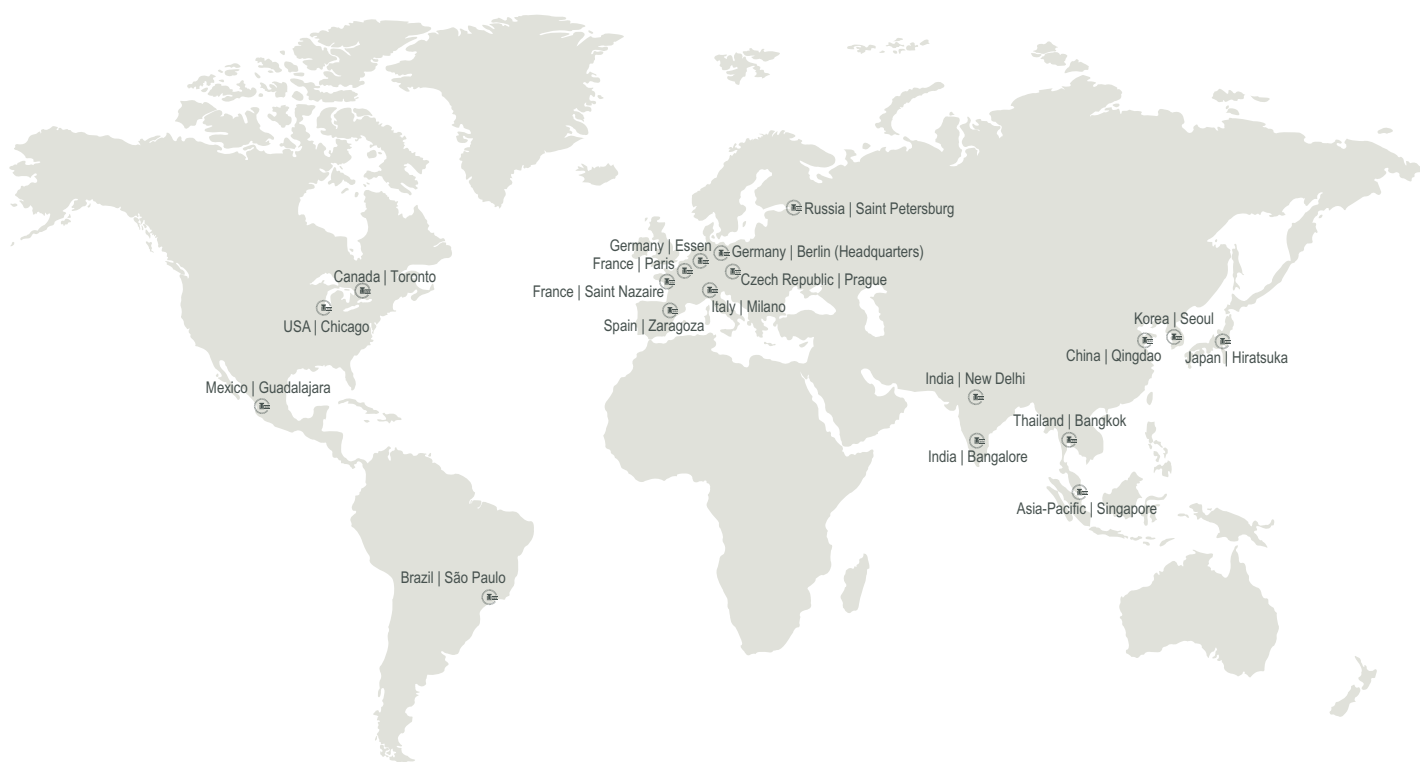 Russia | Saint Petersburg
Germany | Essen
Germany | Berlin (Headquarters)
France | Paris
Czech Republic | Prague
Canada | Toronto
France | Saint Nazaire
Italy | Milano
USA | Chicago
Spain | Zaragoza
Korea | Seoul
China | Qingdao
Japan | Hiratsuka
Mexico | Guadalajara
India | New Delhi
Thailand | Bangkok
India | Bangalore
Asia-Pacific | Singapore
Brazil | São Paulo